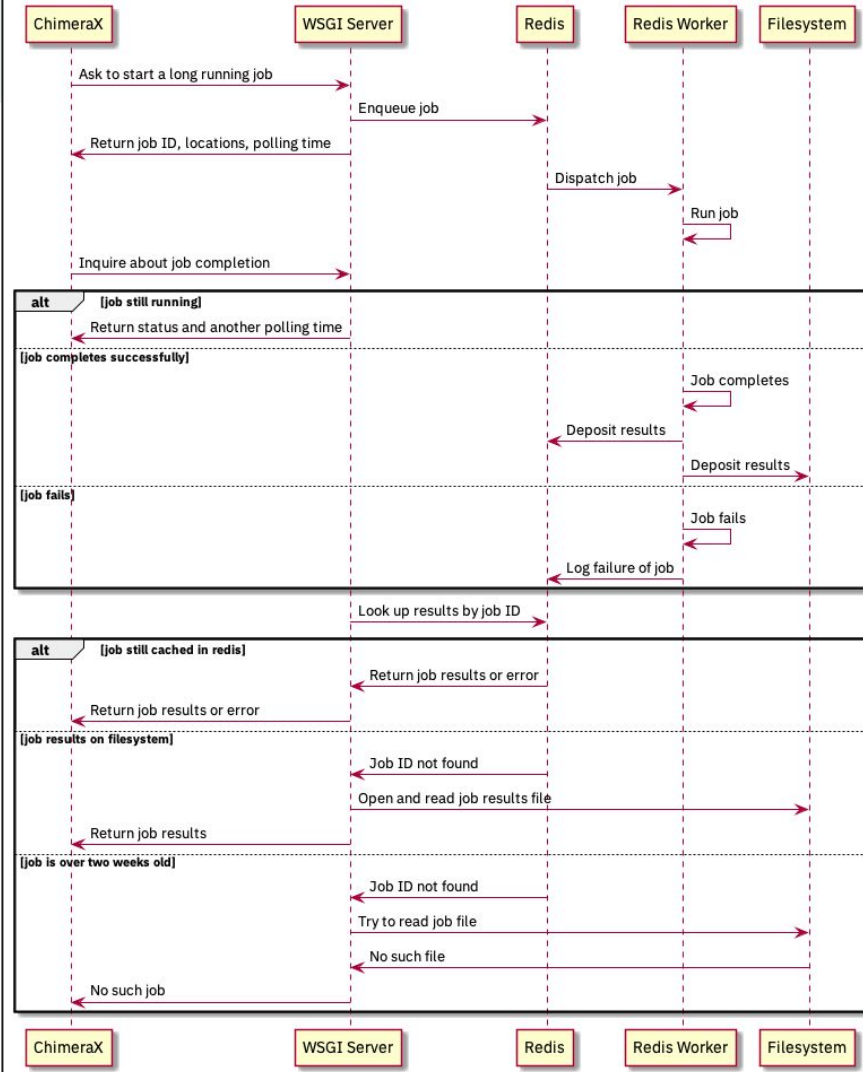 ChimeraX WSGI Server Redis Redis Worker Filesystem
Ask to start a long running job
Enqueue job
Return job ID, locations, polling time
Dispatch job
Run job
Inquire about job completion
alt [job still running]
Return status and another polling time
[job completes successfully]
Job completes
Deposit results
Deposit results
[job fails]
Job fails
Log failure of job
Look up results by job ID
alt [job still cached in redis]
Return job results or error
Return job results or error
[job results on filesystem]
Job ID not found
Open and read job results file
Return job results
[job is over two weeks old]
Job ID not found
Try to read job file
No such file
No such job
ChimeraX WSGI Server Redis Redis Worker Filesystem